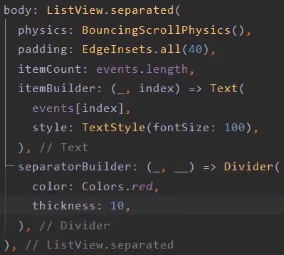 body: ListView.separated(
physics: BouncingScrollPhysics(),
padding: EdgeInsets.all(40),
itemCount: events.length,
itemBuilder: (_, index) => Text(
events[index],
style: TextStyle(fontSize: 100),
), // Text
separatorBuilder: (_, __) => Divider(
color: Colors.red,
thickness: 10,
), // Divider
), // ListView.separated